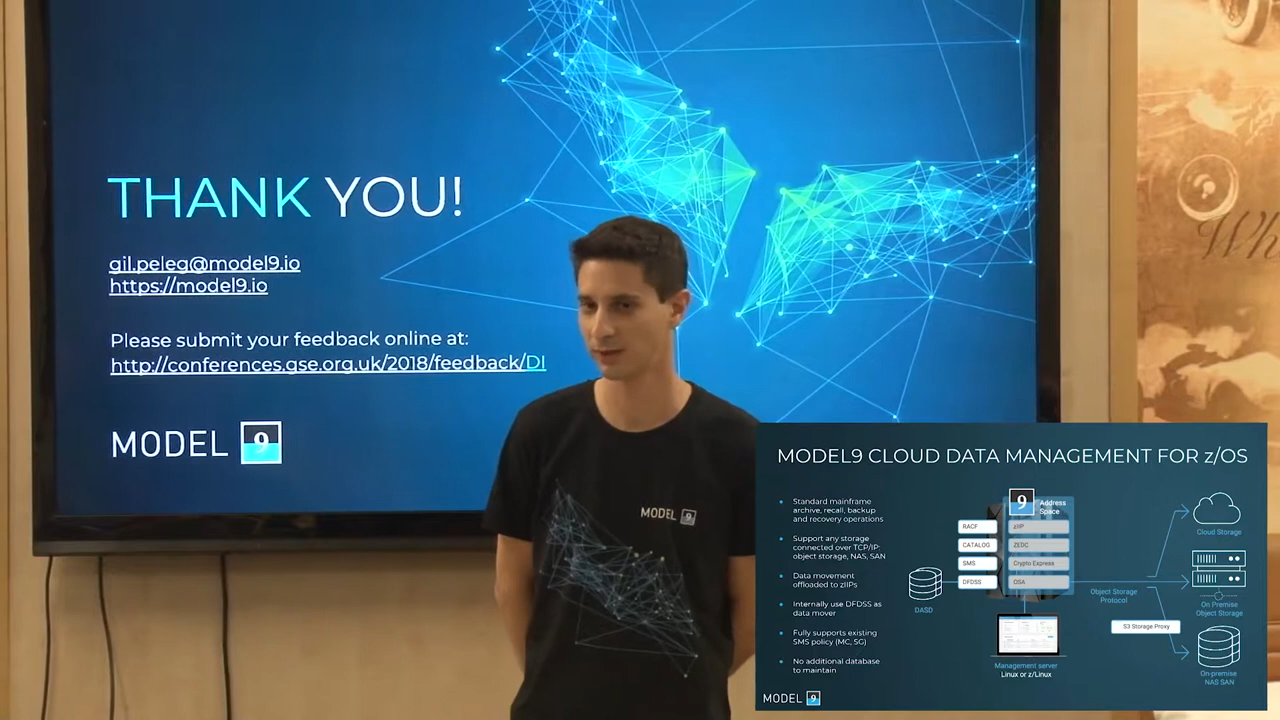 THANK YOU!
gil.peleg@model9.io
https://model9.io
Please submit your feedback online at:
http://conferences.gse.org.uk/2018/feedback/DI
MODEL 9
MODEL 9
Wh
MODEL9 CLOUD DATA MANAGEMENT FOR z/OS
Standard mainframe
archive, recall, backup
and recovery operations
Support any storage
connected over TCP/IP:
object storage, NAS, SAN
Data movement
offloaded to zIIPs
Internally use DFDSS as
data mover
Fully supports existing
SMS policy (MC, SG)
No additional database
to maintain
DASD
RACF
CATALOG
SMS
DFDSS
9 Address
Space
zIIP
ZEDC
Crypto Express
OSA
Management server
Linux or z/Linux
Object Storage
Protocol
S3 Storage Proxy
Cloud Storage
On Premise
Object Storage
On-premise
NAS SAN
MODEL 9